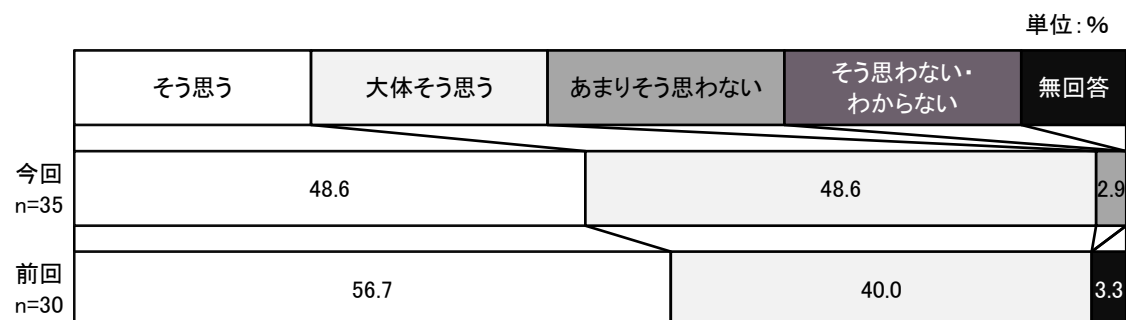 単位:%
そう思う
大体そう思う
あまりそう思わない
そう思わない・
わからない
無回答
今回
n=35
48.6
48.6
2.9
前回
n=30
56.7
40.0
3.3